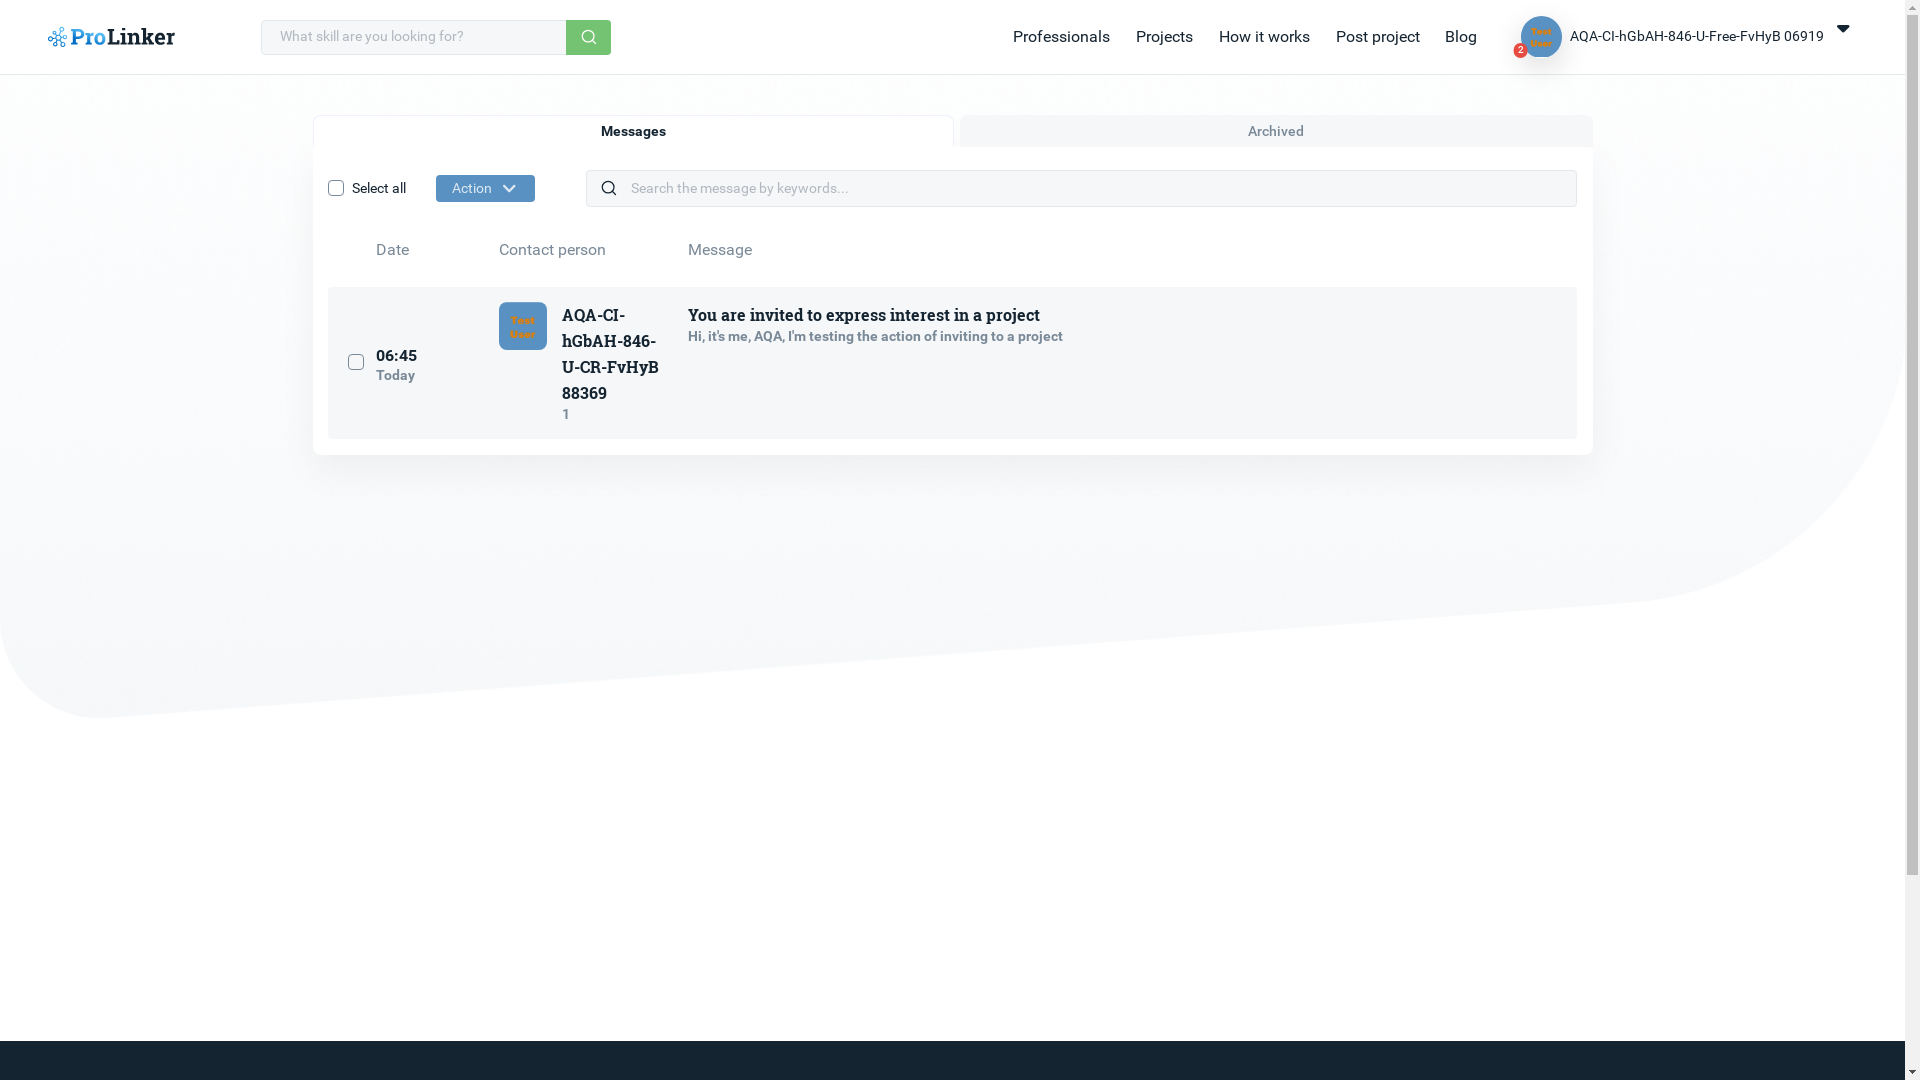 ProLinker
What skill are you looking for?
Professionals
Projects
How it works
Post project
Blog
Test
User
2
AQA-CI-hGbAH-846-U-Free-FvHyB 06919
Messages
Archived
Select all
Action
Search the message by keywords...
Date
Contact person
Message
06:45
Today
Test
User
AQA-CI-
hGbAH-846-
U-CR-FvHyB
88369
1
You are invited to express interest in a project
Hi, it's me, AQA, I'm testing the action of inviting to a project